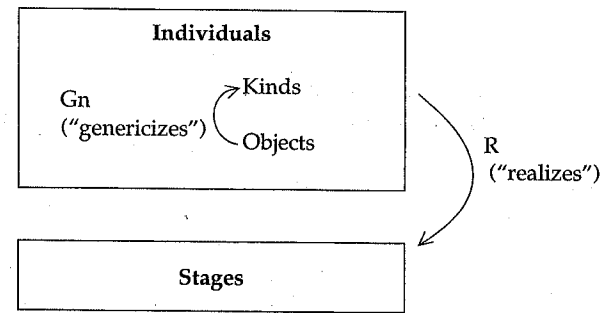 Individuals
Kinds
Gn
("genericizes")
Objects
R
("realizes")
Stages